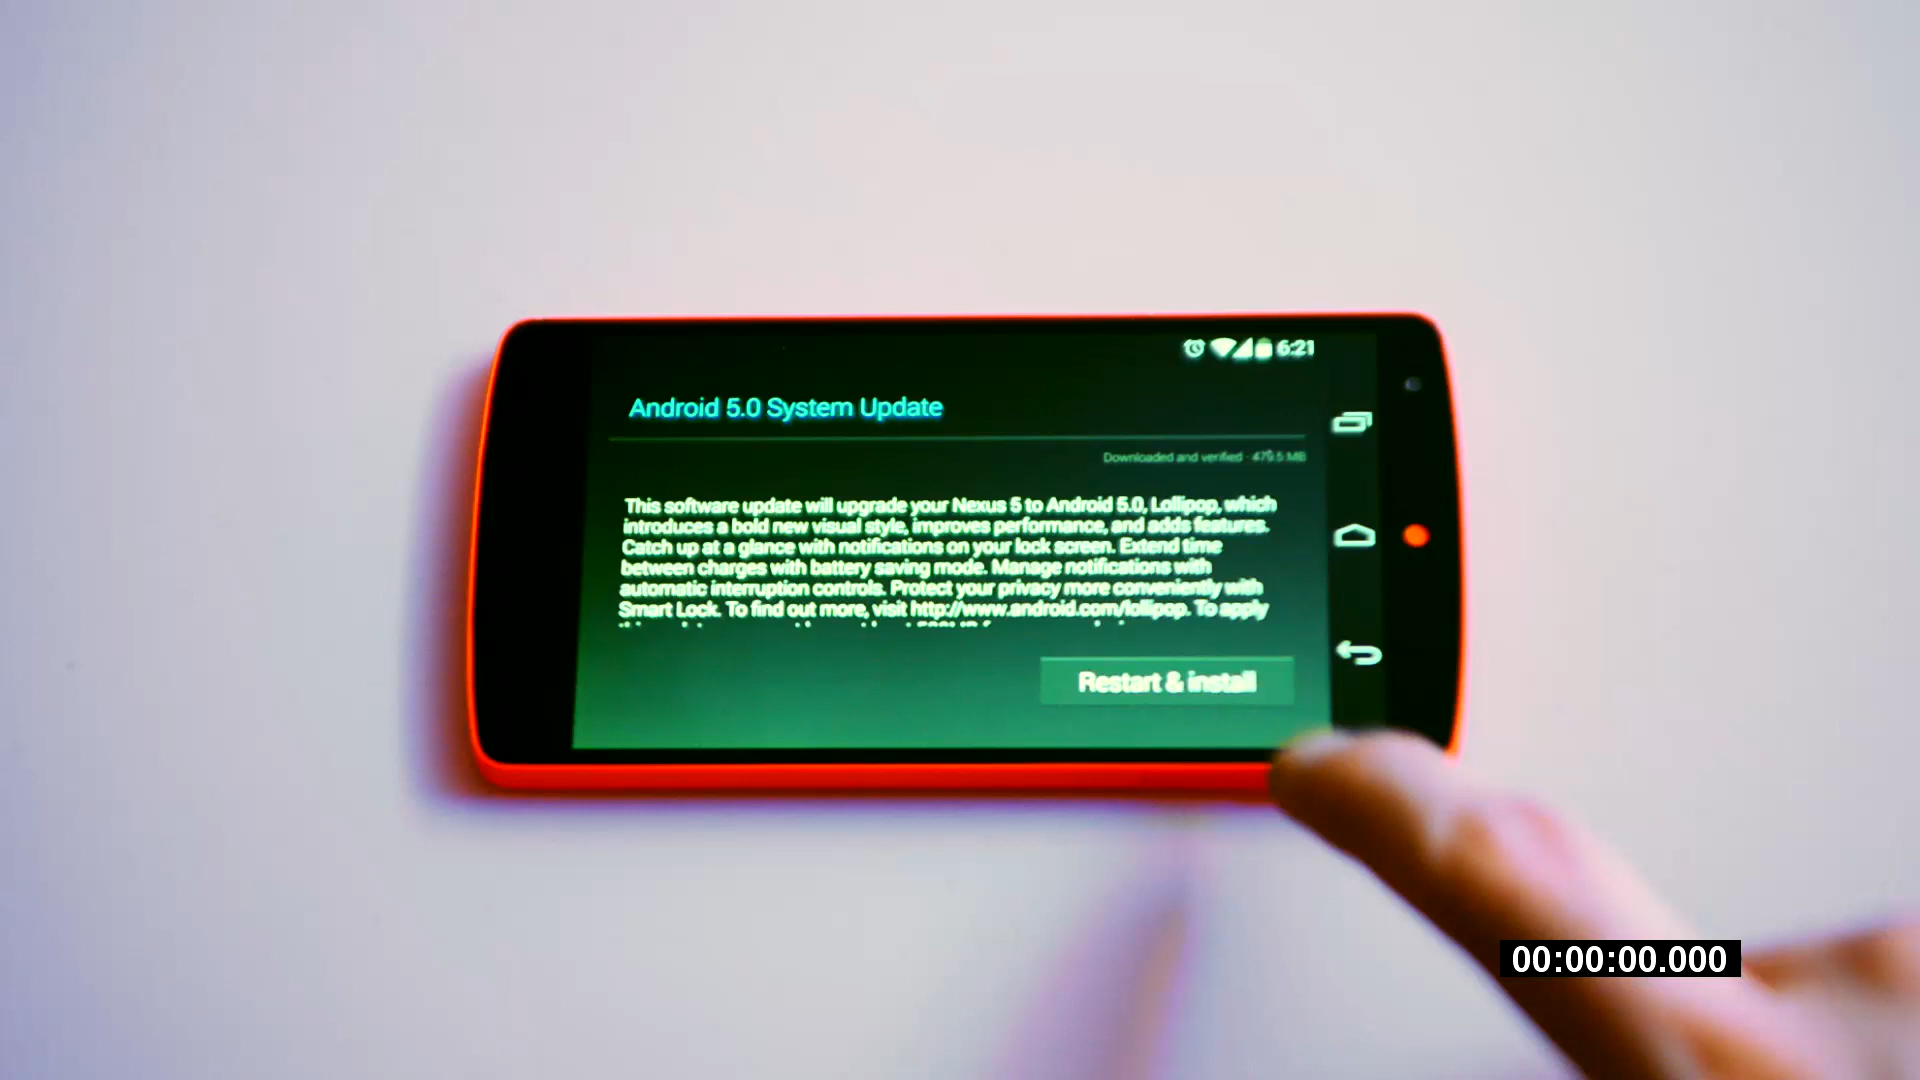 6:21
Android 5.0 System Update
Downloaded and verified - 479.5 MB
This software update will upgrade your Nexus 5 to Android 5.0, Lollipop, which
introduces a bold new visual style, improves performance, and adds features.
Catch up at a glance with notifications on your lock screen. Extend time
between charges with battery saving mode. Manage notifications with
automatic interruption controls. Protect your privacy more conveniently with
Smart Lock. To find out more, visit http://www.android.com/lollipop. To apply
Restart & install
00:00:00.000